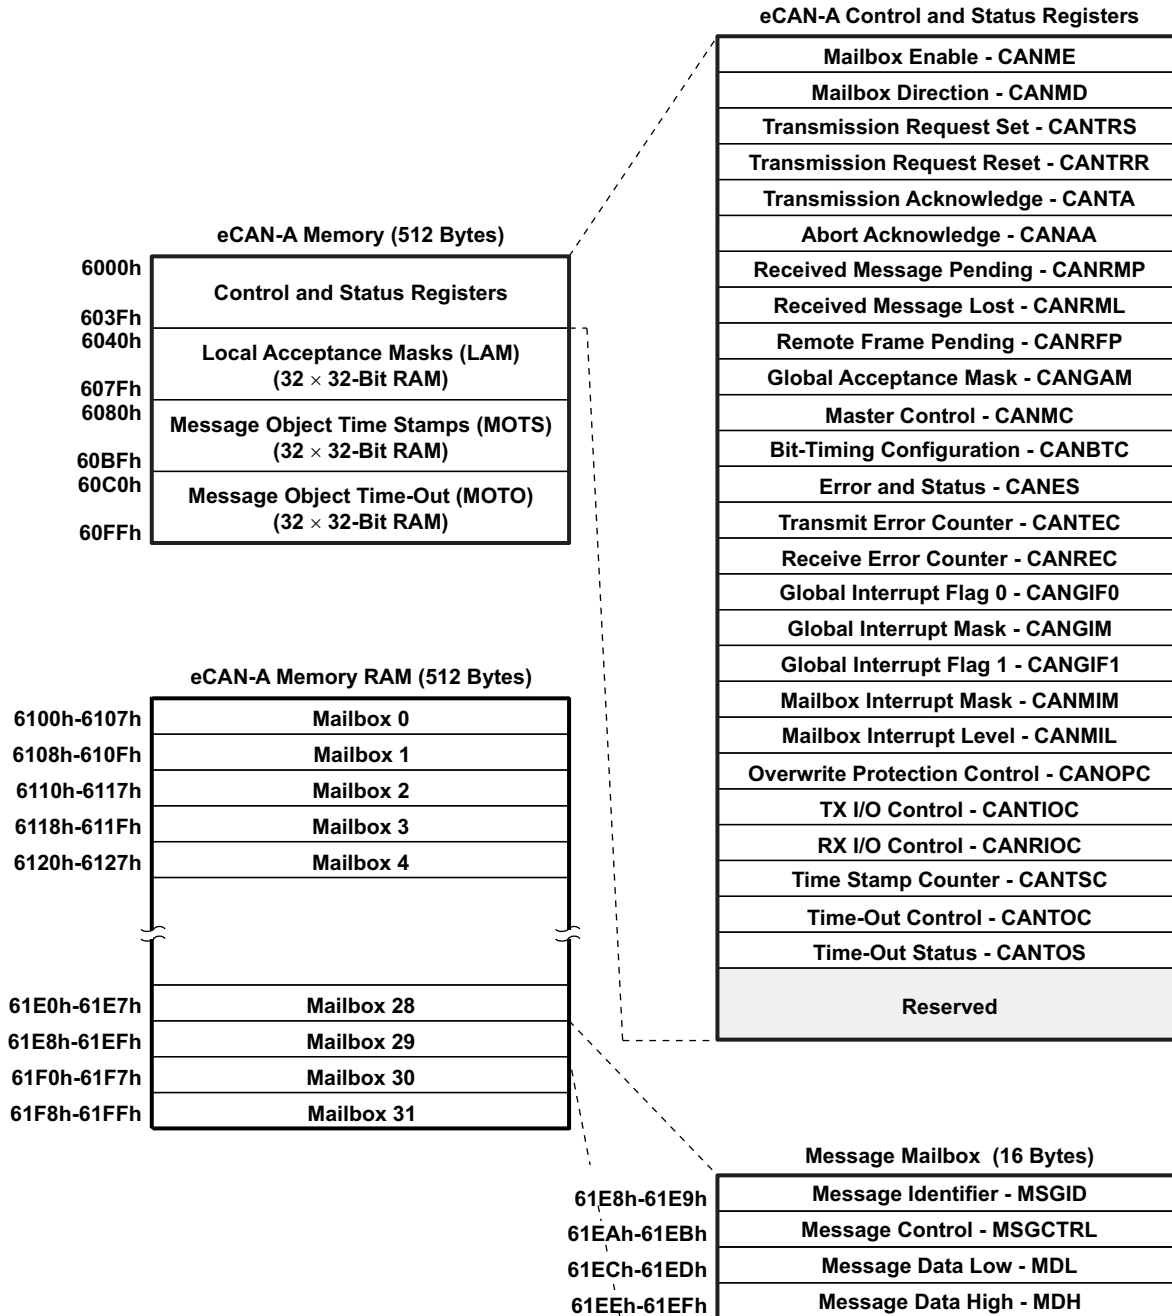 eCAN-A Control and Status Registers
Mailbox Enable - CANME
Mailbox Direction - CANMD
Transmission Request Set - CANTRS
Transmission Request Reset - CANTRR
Transmission Acknowledge - CANTA
Abort Acknowledge - CANAA
Received Message Pending - CANRMP
Received Message Lost - CANRML
Remote Frame Pending - CANRFP
Global Acceptance Mask - CANGAM
Master Control - CANMC
Bit-Timing Configuration - CANBTC
Error and Status - CANES
Transmit Error Counter - CANTEC
Receive Error Counter - CANREC
Global Interrupt Flag 0 - CANGIF0
Global Interrupt Mask - CANGIM
Global Interrupt Flag 1 - CANGIF1
Mailbox Interrupt Mask - CANMIM
Mailbox Interrupt Level - CANMIL
Overwrite Protection Control - CANOPC
TX I/O Control - CANTIOC
RX I/O Control - CANRIOC
Time Stamp Counter - CANTSC
Time-Out Control - CANTOC
Time-Out Status - CANTOS
Reserved
eCAN-A Memory (512 Bytes)
6000h
Control and Status Registers
603Fh
6040h
Local Acceptance Masks (LAM)
(32 × 32-Bit RAM)
607Fh
6080h
Message Object Time Stamps (MOTS)
(32 × 32-Bit RAM)
60BFh
60C0h
Message Object Time-Out (MOTO)
(32 × 32-Bit RAM)
60FFh
eCAN-A Memory RAM (512 Bytes)
6100h-6107h Mailbox 0
6108h-610Fh Mailbox 1
6110h-6117h Mailbox 2
6118h-611Fh Mailbox 3
6120h-6127h Mailbox 4
61E0h-61E7h Mailbox 28
61E8h-61EFh Mailbox 29
61F0h-61F7h Mailbox 30
61F8h-61FFh Mailbox 31
Message Mailbox (16 Bytes)
61E8h-61E9h Message Identifier - MSGID
61EAh-61EBh Message Control - MSGCTRL
61ECh-61EDh Message Data Low - MDL
61EEh-61EFh Message Data High - MDH